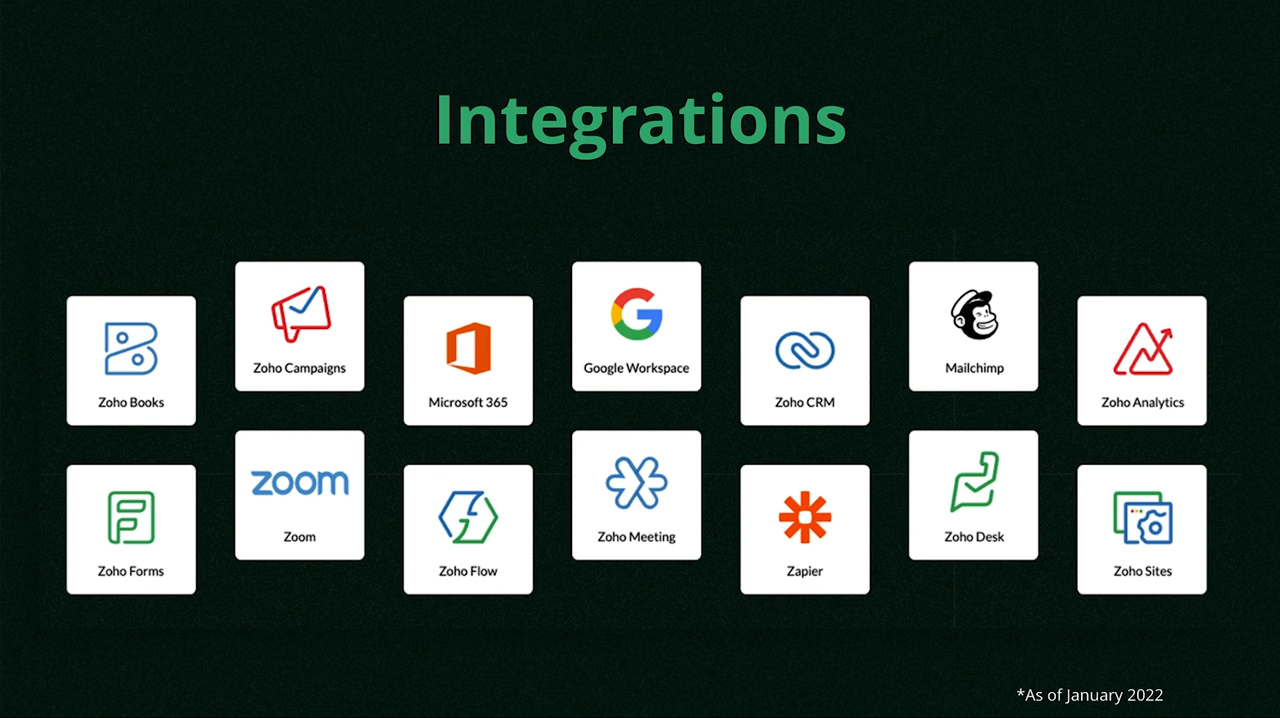 Integrations
Zoho Books
Zoho Campaigns
Microsoft 365
Google Workspace
Zoho CRM
Mailchimp
Zoho Analytics
Zoho Forms
zoom
Zoom
Zoho Flow
Zoho Meeting
Zapier
Zoho Desk
Zoho Sites
*As of January 2022